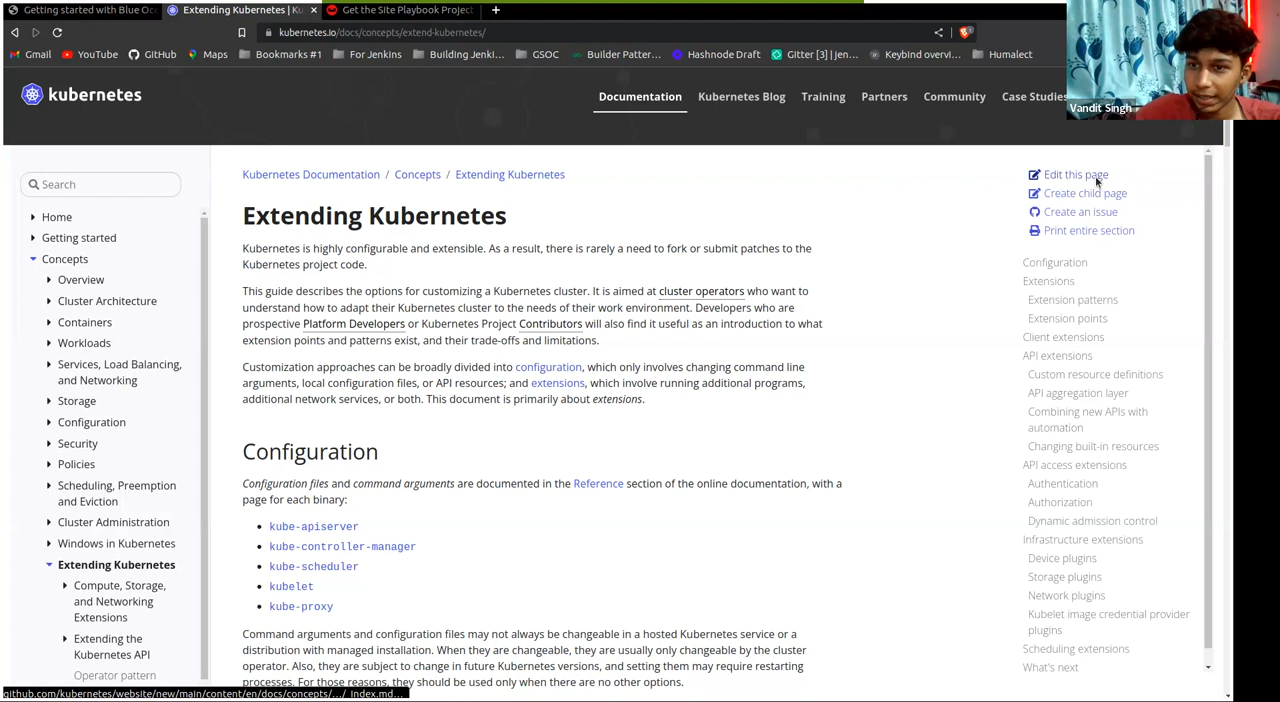 Getting started with Blue Oc
Extending Kubernetes | Ku
Get the Site Playbook Project
kubernetes.io/docs/concepts/extend-kubernetes/
Gmail
YouTube
GitHub
Maps
Bookmarks #1
For Jenkins
Building Jenki...
GSOC
Builder Patter...
Hashnode Draft
Gitter [3] | jen...
Keybind overvi...
Humalect
Vandit Singh
kubernetes
Documentation
Kubernetes Blog
Training
Partners
Community
Case Studies
Search
Home
Getting started
Concepts
Overview
Cluster Architecture
Containers
Workloads
Services, Load Balancing,
and Networking
Storage
Configuration
Security
Policies
Scheduling, Preemption
and Eviction
Cluster Administration
Windows in Kubernetes
Extending Kubernetes
Compute, Storage,
and Networking
Extensions
Extending the
Kubernetes API
Operator pattern
Kubernetes Documentation / Concepts / Extending Kubernetes
Extending Kubernetes
Kubernetes is highly configurable and extensible. As a result, there is rarely a need to fork or submit patches to the
Kubernetes project code.
This guide describes the options for customizing a Kubernetes cluster. It is aimed at cluster operators who want to
understand how to adapt their Kubernetes cluster to the needs of their work environment. Developers who are
prospective Platform Developers or Kubernetes Project Contributors will also find it useful as an introduction to what
extension points and patterns exist, and their trade-offs and limitations.
Customization approaches can be broadly divided into configuration, which only involves changing command line
arguments, local configuration files, or API resources; and extensions, which involve running additional programs,
additional network services, or both. This document is primarily about extensions.
Configuration
Configuration files and command arguments are documented in the Reference section of the online documentation, with a
page for each binary:
kube-apiserver
kube-controller-manager
kube-scheduler
kubelet
kube-proxy
Command arguments and configuration files may not always be changeable in a hosted Kubernetes service or a
distribution with managed installation. When they are changeable, they are usually only changeable by the cluster
operator. Also, they are subject to change in future Kubernetes versions, and setting them may require restarting
processes. For those reasons, they should be used only when there are no other options.
Edit this page
Create child page
Create an issue
Print entire section
Configuration
Extensions
Extension patterns
Extension points
Client extensions
API extensions
Custom resource definitions
API aggregation layer
Combining new APIs with
automation
Changing built-in resources
API access extensions
Authentication
Authorization
Dynamic admission control
Infrastructure extensions
Device plugins
Storage plugins
Network plugins
Kubelet image credential provider
plugins
Scheduling extensions
What's next
github.com/kubernetes/website/new/main/content/en/docs/concepts/.../_index.md...